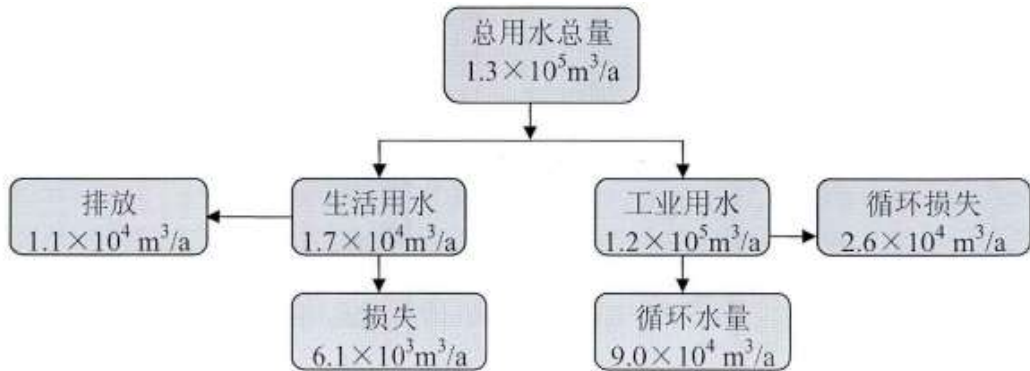 总用水总量
1.3×10⁵m³/a
排放
1.1×10⁴ m³/a
生活用水
1.7×10⁴m³/a
工业用水
1.2×10⁵m³/a
循环损失
2.6×10⁴ m³/a
损失
6.1×10³m³/a
循环水量
9.0×10⁴ m³/a